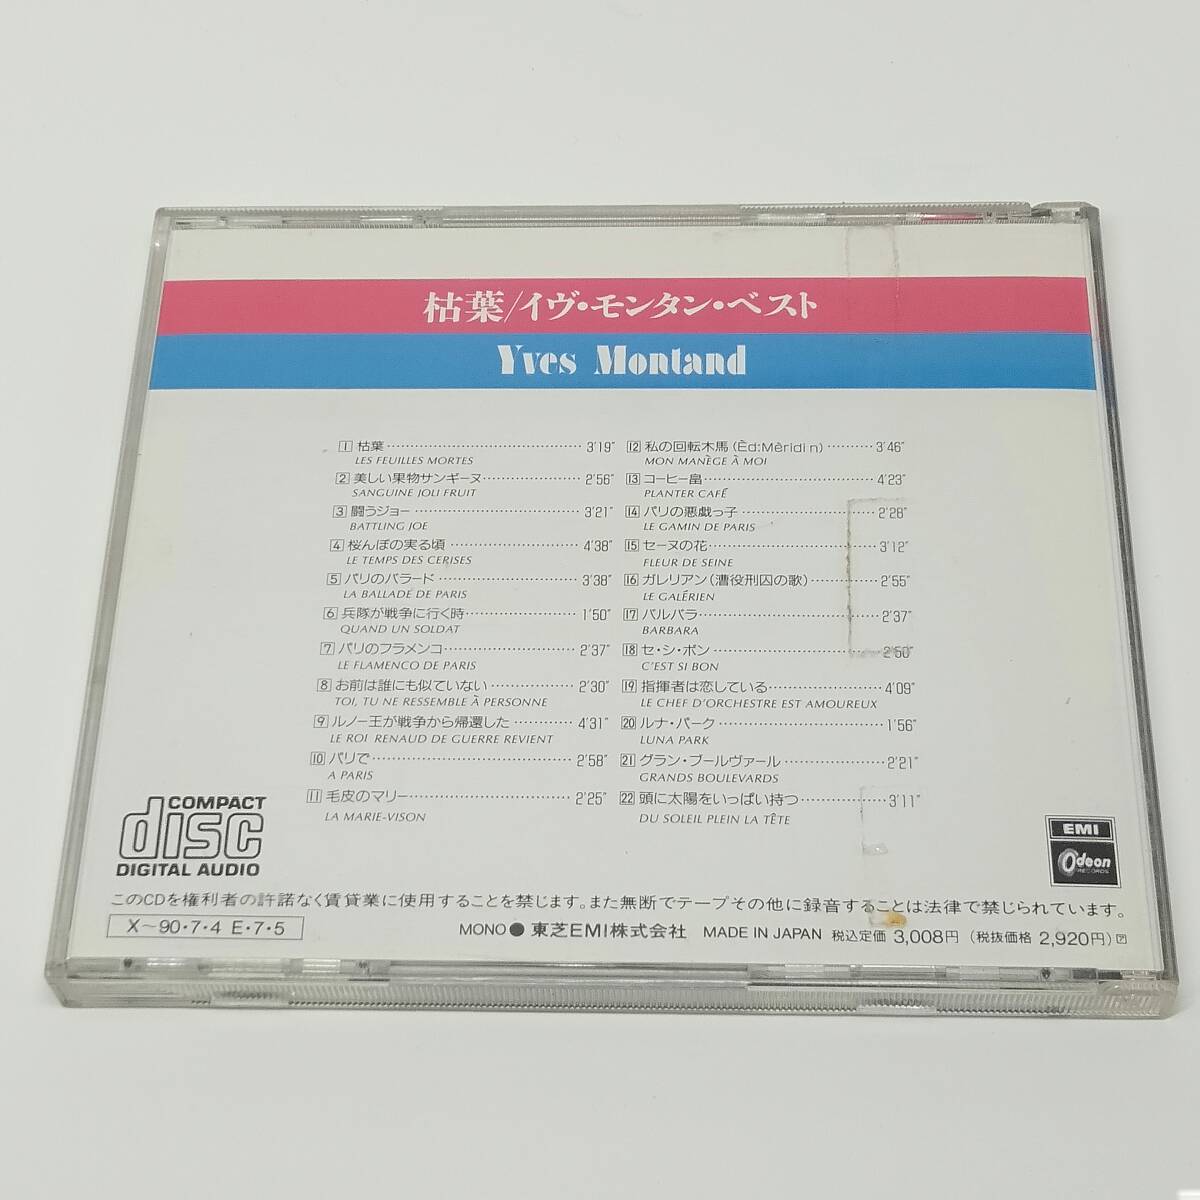 枯葉/イヴ・モンタン・ベスト
Yves Montand
1 枯葉 3'19"
LES FEUILLES MORTES
2 美しい果物サンギーヌ 2'56"
SANGUINE JOLI FRUIT
3 闘うジョー 3'21"
BATTLING JOE
4 桜んぼの実る頃 4'38"
LE TEMPS DES CERISES
5 パリのバラード 3'38"
LA BALLADE DE PARIS
6 兵隊が戦争に行く時 1'50"
QUAND UN SOLDAT
7 パリのフラメンコ 2'37"
LE FLAMENCO DE PARIS
8 お前は誰にも似ていない 2'30"
TOI, TU NE RESSEMBLE À PERSONNE
9 ルノー王が戦争から帰還した 4'31"
LE ROI RENAUD DE GUERRE REVIENT
10 パリで 2'58"
A PARIS
11 毛皮のマリー 2'25"
LA MARIE-VISON
12 私の回転木馬 (Èd:Mèridin) 3'46"
MON MANÈGE À MOI
13 コーヒー畠 4'23"
PLANTER CAFÉ
14 パリの悪戯っ子 2'28"
LE GAMIN DE PARIS
15 セーヌの花 3'12"
FLEUR DE SEINE
16 ガレリアン(漕役刑囚の歌) 2'55"
LE GALÉRIEN
17 バルバラ 2'37"
BARBARA
18 セ・シ・ボン 2'50"
C'EST SI BON
19 指揮者は恋している 4'09"
LE CHEF D'ORCHESTRE EST AMOUREUX
20 ルナ・パーク 1'56"
LUNA PARK
21 グラン・ブールヴァール 2'21"
GRANDS BOULEVARDS
22 頭に太陽をいっぱい持つ 3'11"
DU SOLEIL PLEIN LA TÊTE
COMPACT
disc
DIGITAL AUDIO
EMI
Odeon
RECORDS
このCDを権利者の許諾なく賃貸業に使用することを禁じます。また無断でテープその他に録音することは法律で禁じられています。
X~90・7・4 E・7・5
MONO● 東芝EMI株式会社 MADE IN JAPAN 税込定価 3,008円 (税抜価格 2,920円) ア